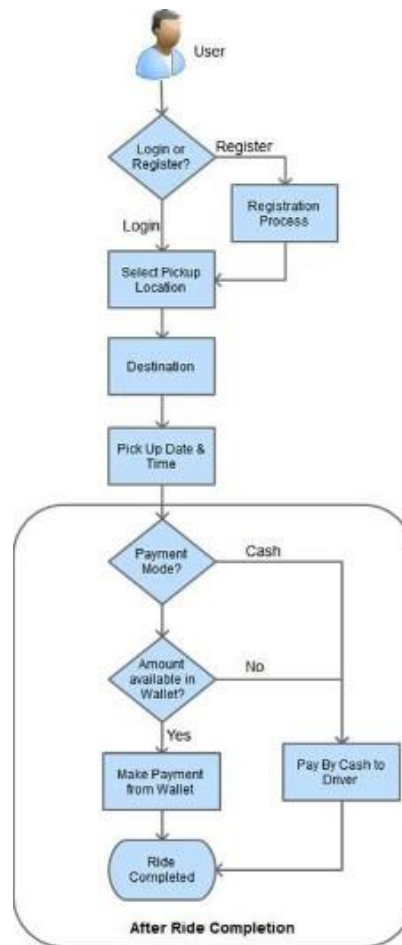 User
Login or
Register?
Register
Registration
Process
Login
Select Pickup
Location
Destination
Pick Up Date &
Time
Payment
Mode?
Cash
Amount
available in
Wallet?
No
Yes
Make Payment
from Wallet
Pay By Cash to
Driver
Ride
Completed
After Ride Completion